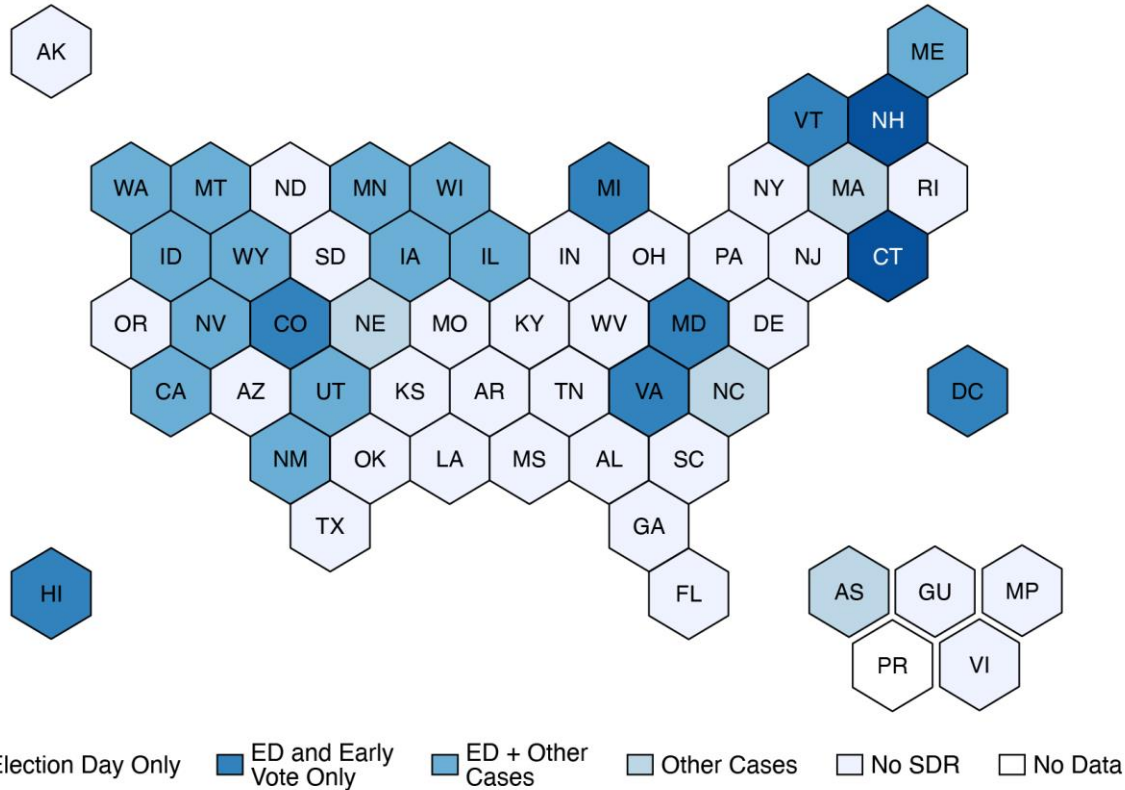 AK
ME
VT NH
WA MT ND MN WI MI NY MA RI
ID WY SD IA IL IN OH PA NJ CT
OR NV CO NE MO KY WV MD DE
CA AZ UT KS AR TN VA NC DC
NM OK LA MS AL SC
TX GA
HI FL AS GU MP
PR VI
Day Only ED and Early Vote Only ED + Other Cases Other Cases No SDR No Data